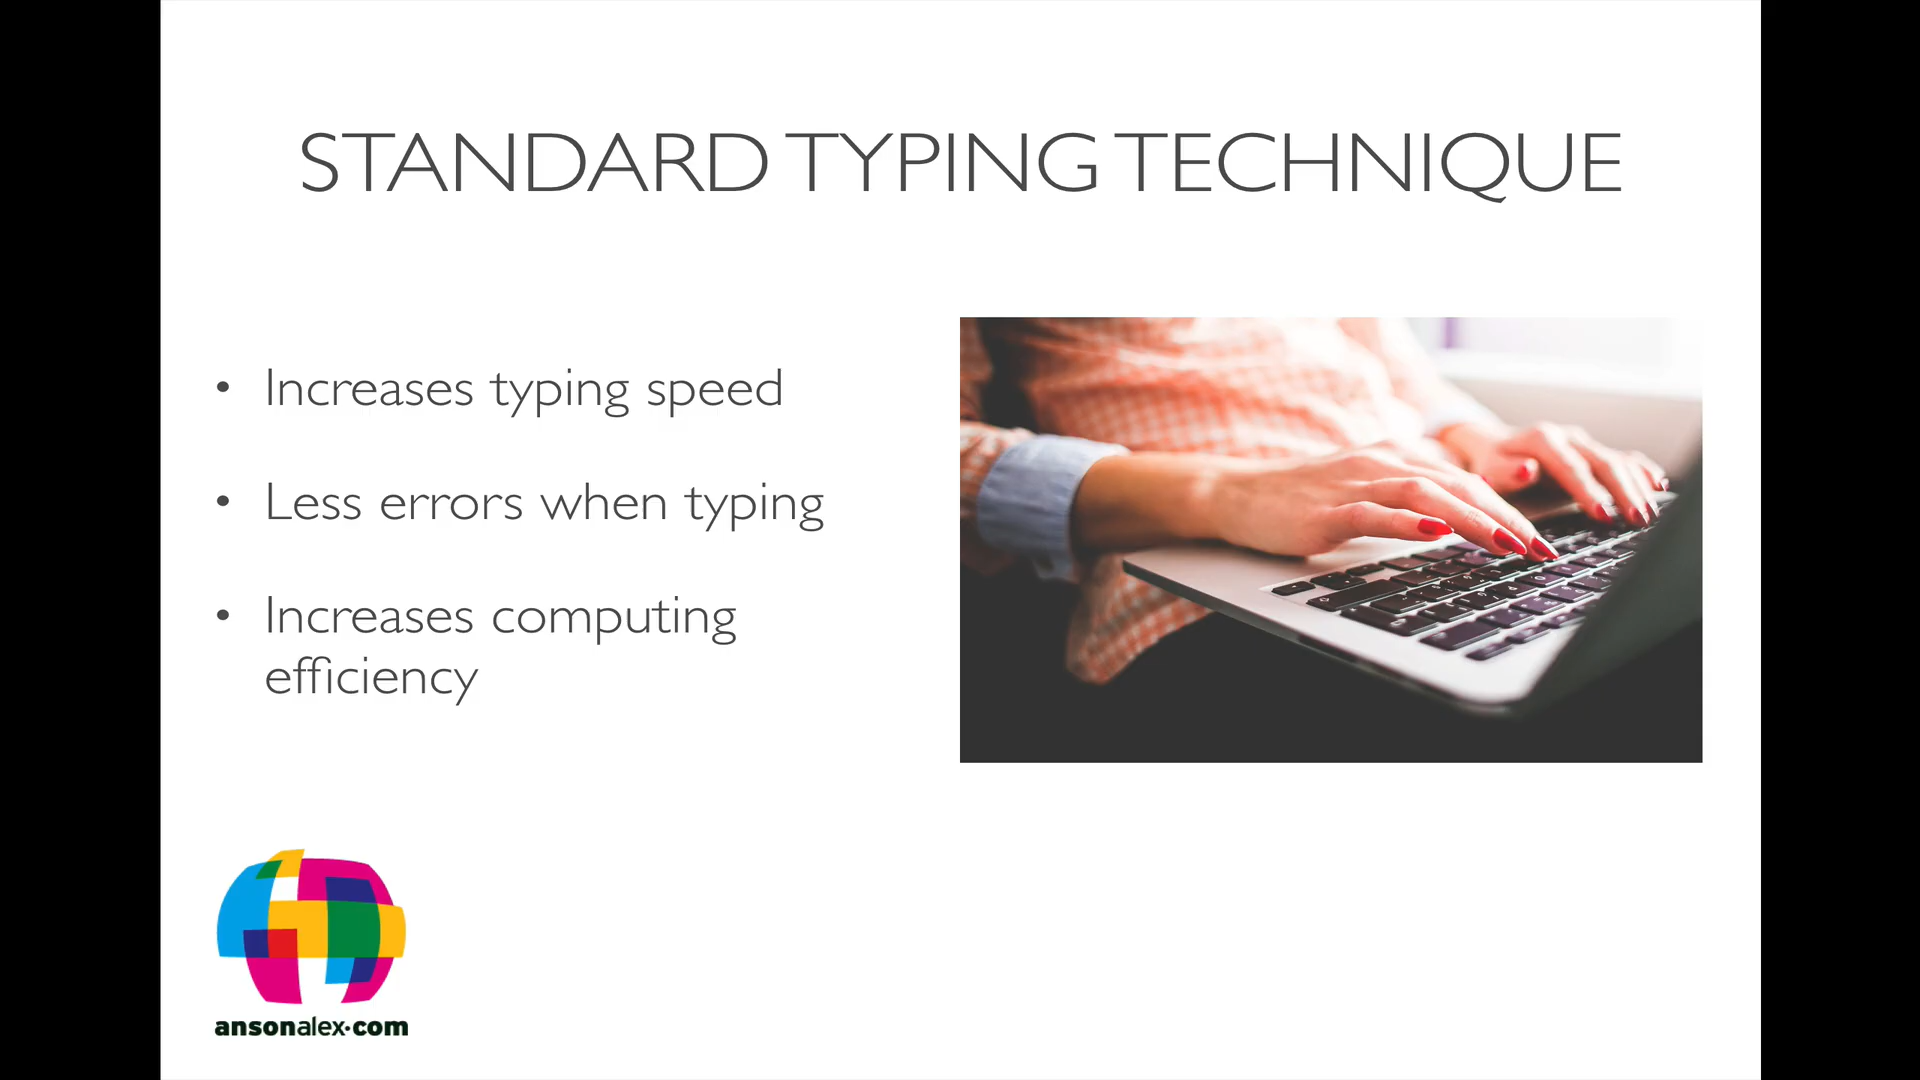 STANDARD TYPING TECHNIQUE
• Increases typing speed
• Less errors when typing
• Increases computing
efficiency
ansonalex.com